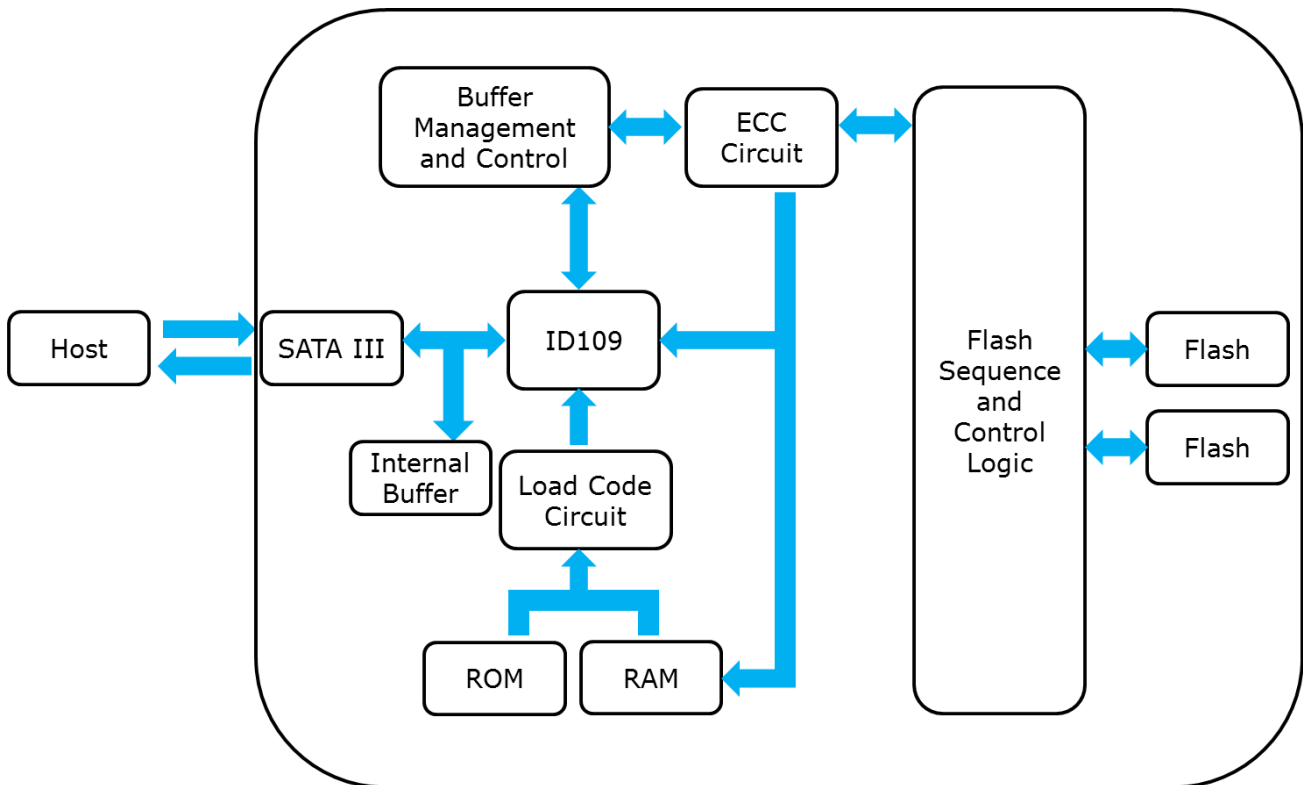 Buffer
Management
and Control
ECC
Circuit
Host
SATA III
ID109
Flash
Sequence
and
Control
Logic
Flash
Flash
Internal
Buffer
Load Code
Circuit
ROM
RAM